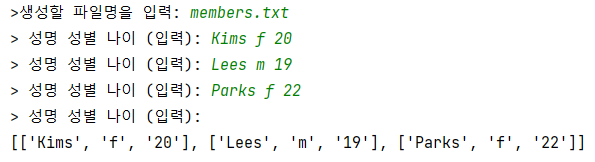 >생성할 파일명을 입력: members.txt
> 성명 성별 나이 (입력): Kims f 20
> 성명 성별 나이 (입력): Lees m 19
> 성명 성별 나이 (입력): Parks f 22
> 성명 성별 나이 (입력):
[['Kims', 'f', '20'], ['Lees', 'm', '19'], ['Parks', 'f', '22']]